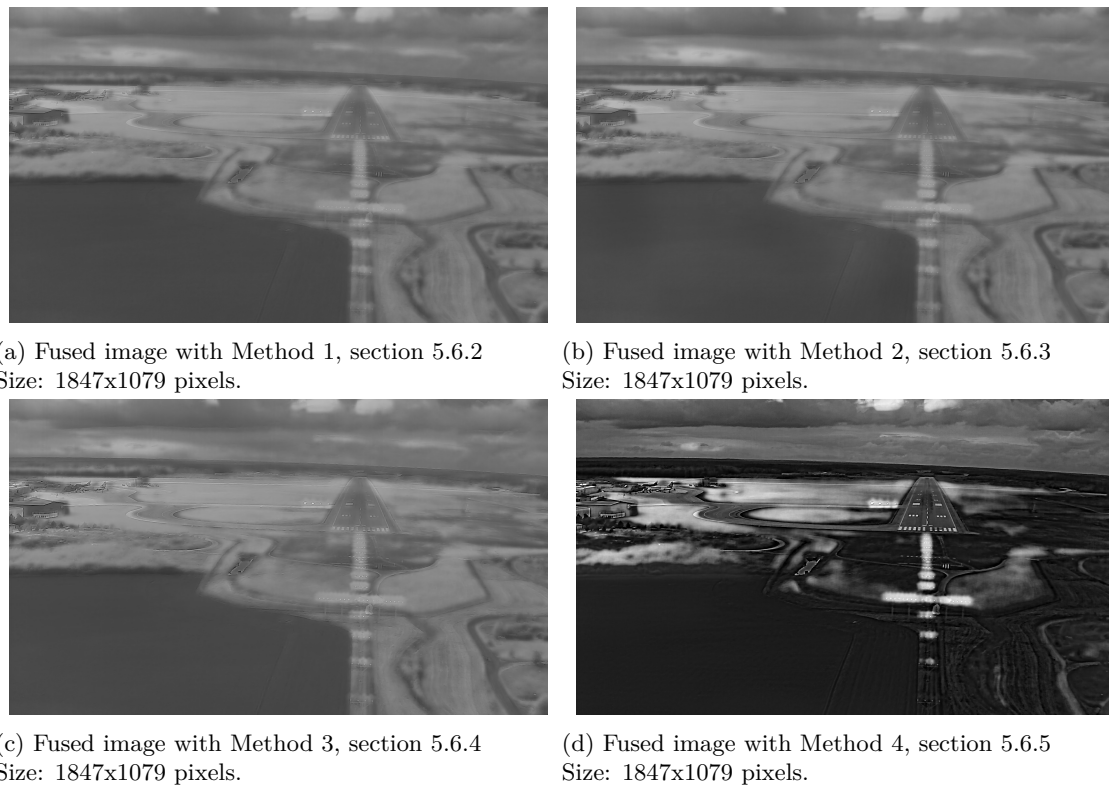 (a) Fused image with Method 1, section 5.6.2
Size: 1847x1079 pixels.
(b) Fused image with Method 2, section 5.6.3
Size: 1847x1079 pixels.
(c) Fused image with Method 3, section 5.6.4
Size: 1847x1079 pixels.
(d) Fused image with Method 4, section 5.6.5
Size: 1847x1079 pixels.